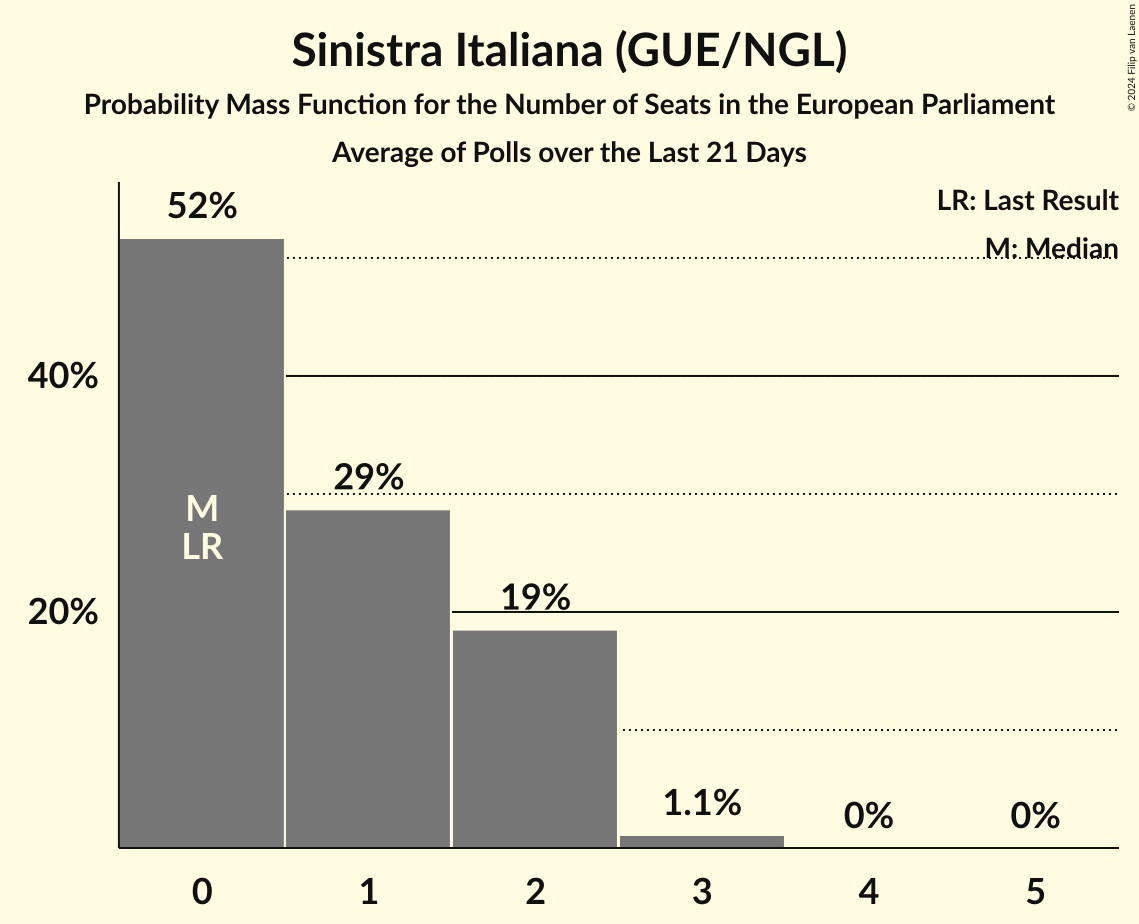 Sinistra Italiana (GUE/NGL)
Probability Mass Function for the Number of Seats in the European Parliament
Average of Polls over the Last 21 Days
© 2024 Filip van Laenen
LR: Last Result
M: Median
52%
29%
19%
1.1%
0%
0%
M
LR
40%
20%
0 1 2 3 4 5